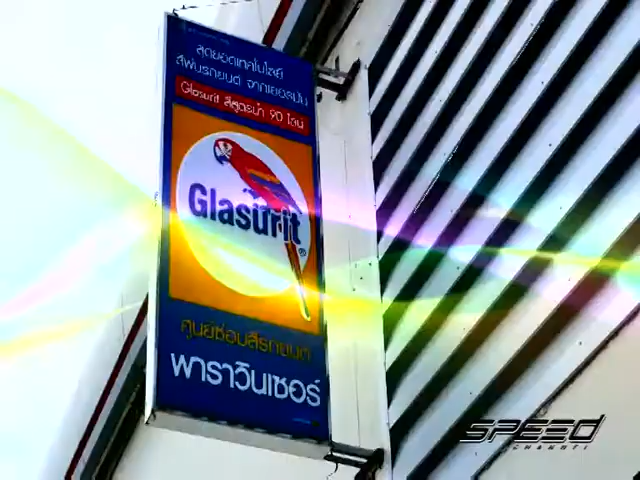 สุดยอดเทคโนโลยี
สีพ่นรถยนต์ จากเยอรมัน
Glasurit สีสูตรน้ำ 90 ไลน์
Glasurit®
ศูนย์ซ่อมสีรถยนต์
พาราวินเซอร์
SPEED